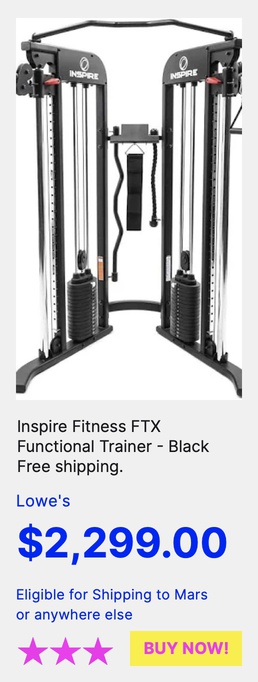 INSPIRE INSPIRE
Inspire Fitness FTX
Functional Trainer - Black
Free shipping.
Lowe's
$2,299.00
Eligible for Shipping to Mars
or anywhere else
BUY NOW!